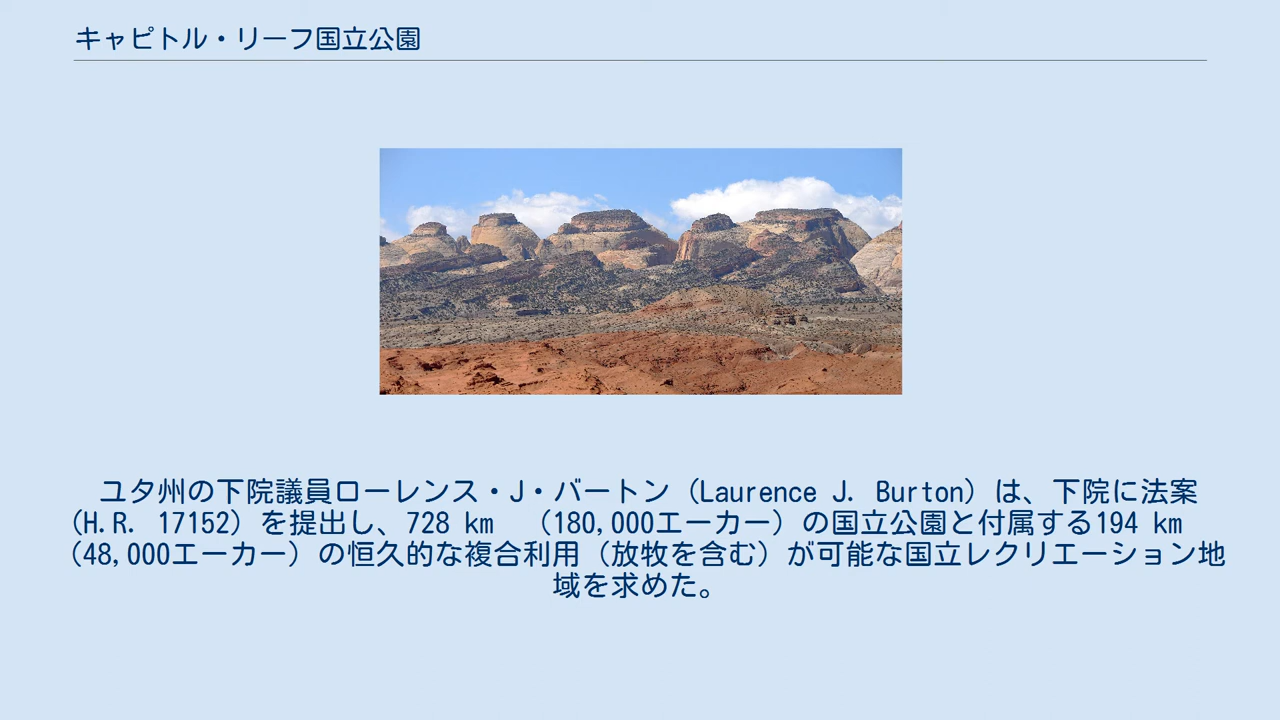 キャピトル・リーフ国立公園
ユタ州の下院議員ローレンス・J・バートン（Laurence J. Burton）は、下院に法案
（H.R. 17152）を提出し、728 km （180,000エーカー）の国立公園と付属する194 km
（48,000エーカー）の恒久的な複合利用（放牧を含む）が可能な国立レクリエーション地
域を求めた。